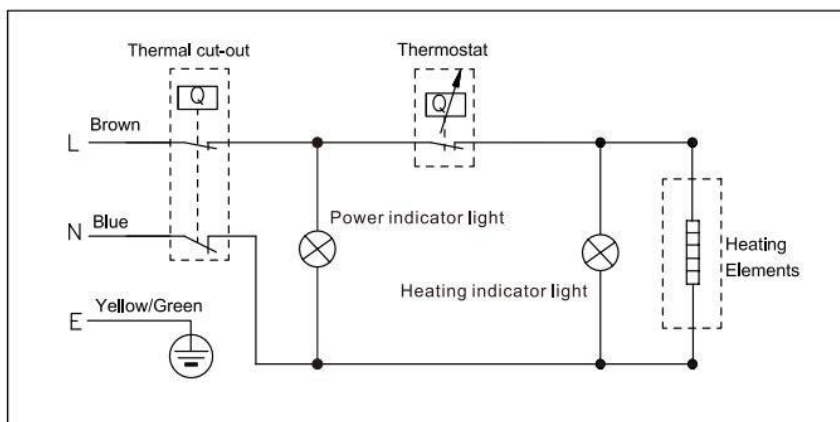 Thermal cut-out
Thermostat
Q
Q
L
Brown
N
Blue
Power indicator light
Heating indicator light
Heating
Elements
E
Yellow/Green